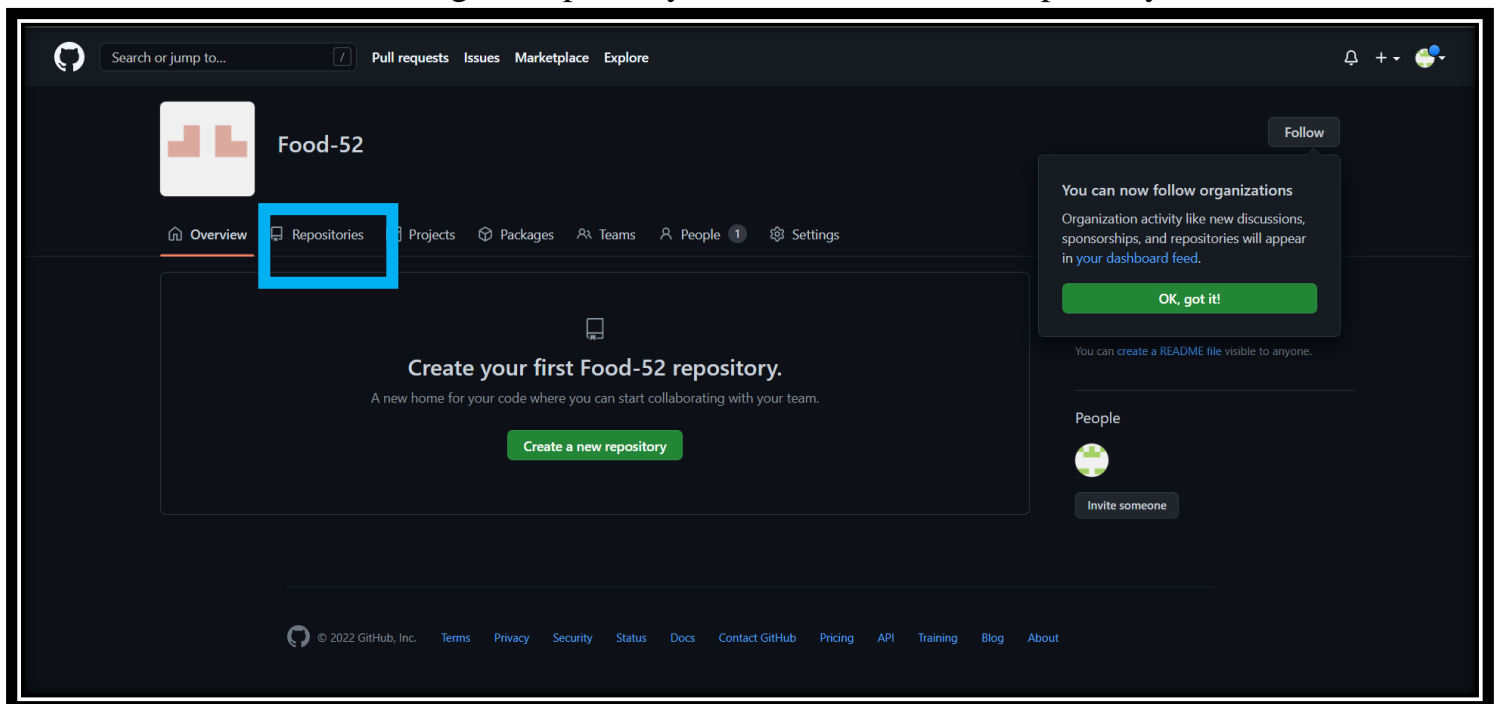 Search or jump to... / Pull requests Issues Marketplace Explore
Food-52
Follow
You can now follow organizations
Organization activity like new discussions,
sponsorships, and repositories will appear
in your dashboard feed.
OK, got it!
Overview Repositories Projects Packages Teams People 1 Settings
Create your first Food-52 repository.
A new home for your code where you can start collaborating with your team.
Create a new repository
You can create a README file visible to anyone.
People
Invite someone
© 2022 GitHub, Inc. Terms Privacy Security Status Docs Contact GitHub Pricing API Training Blog About